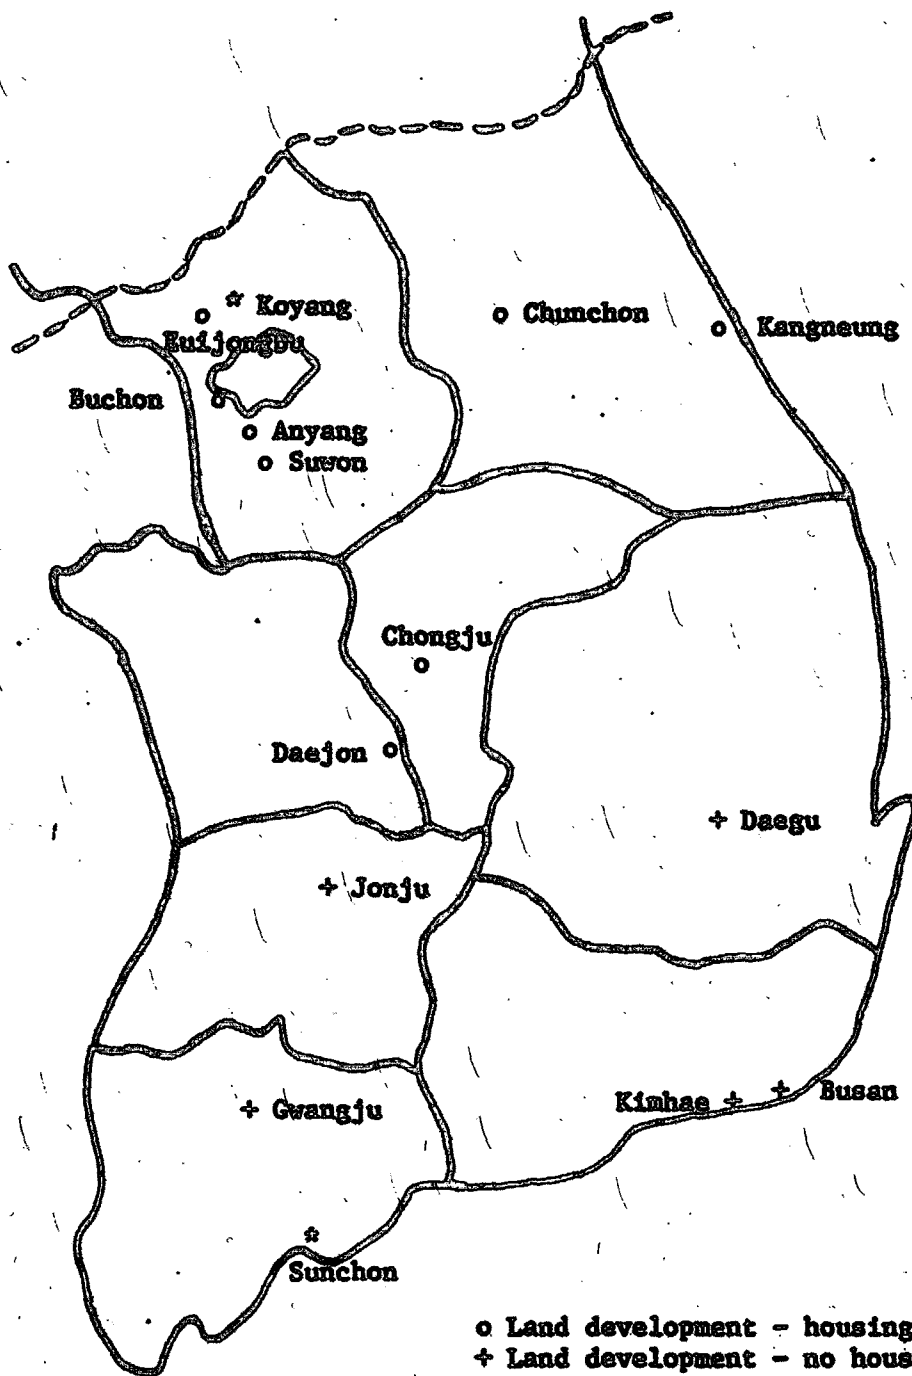 Koyang
Chunchon
Kangneung
Euijongbu
Buchon
Anyang
Suwon
Chongju
Daejon
Daegu
Jonju
Kimhae
Busan
Gwangju
Sunchon
o Land development - housing
+ Land development - no hous